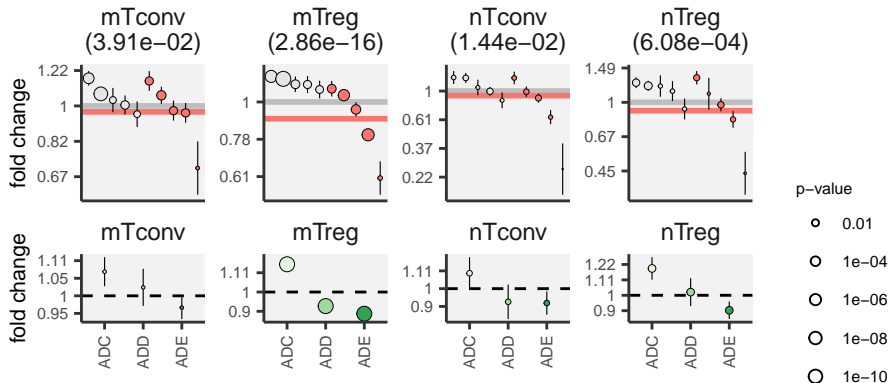 mTconv
(3.91e−02)
mTreg
(2.86e−16)
nTconv
(1.44e−02)
nTreg
(6.08e−04)
fold change
1.22
1
0.82
0.67
1
0.78
0.61
1
0.61
0.37
0.22
1.49
1
0.67
0.45
mTconv
mTreg
nTconv
nTreg
fold change
1.11
1.05
1
0.95
1.11
1
0.9
1.11
1
0.9
1.22
1.11
1
0.9
ADC
ADD
ADE
ADC
ADD
ADE
ADC
ADD
ADE
ADC
ADD
ADE
p−value
0.01
1e−04
1e−06
1e−08
1e−10